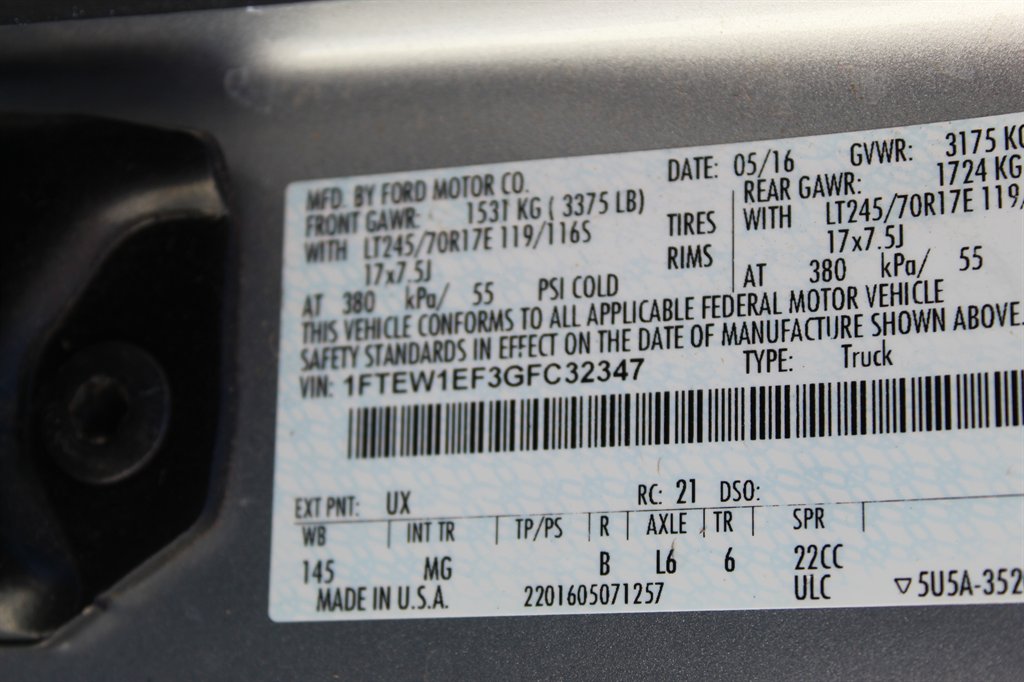 MFD. BY FORD MOTOR CO. DATE: 05/16 GVWR: 3175 KG
FRONT GAWR: 1531 KG ( 3375 LB) REAR GAWR: 1724 KG
WITH LT245/70R17E 119/116S TIRES WITH LT245/70R17E 119/
17x7.5J RIMS 17x7.5J
AT 380 kPa/ 55 PSI COLD AT 380 kPa/ 55
THIS VEHICLE CONFORMS TO ALL APPLICABLE FEDERAL MOTOR VEHICLE
SAFETY STANDARDS IN EFFECT ON THE DATE OF MANUFACTURE SHOWN ABOVE.
VIN: 1FTEW1EF3GFC32347 TYPE: Truck
EXT PNT: UX RC: 21 DSO:
WB | INT TR | TP/PS | R | AXLE | TR | SPR |
145 MG B L6 6 22CC
MADE IN U.S.A. 2201605071257 ULC ▽5U5A-352